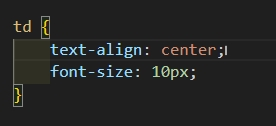 td {
    text-align: center;
    font-size: 10px;
}